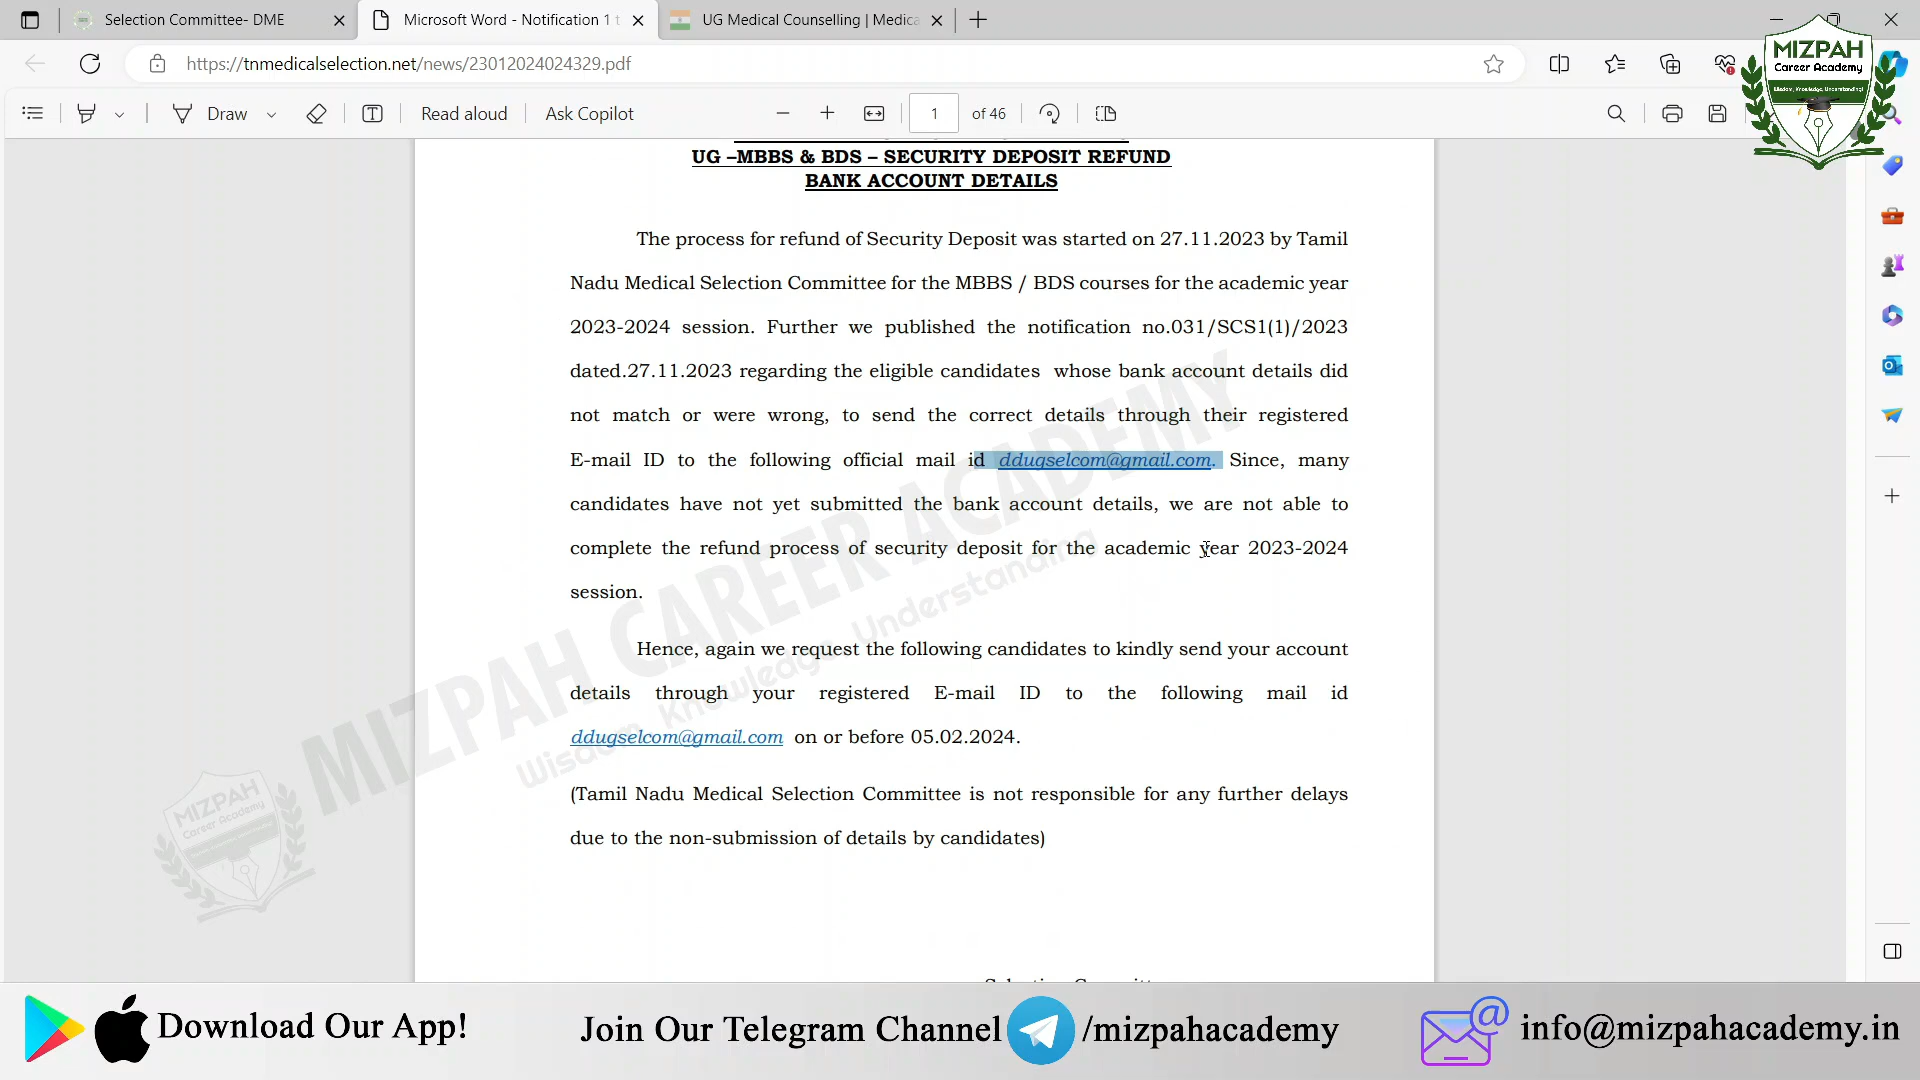 Selection Committee- DME
Microsoft Word - Notification 1 t
UG Medical Counselling | Medica
https://tnmedicalselection.net/news/23012024024329.pdf
Draw
Read aloud
Ask Copilot
1
of 46
MIZPAH
Career Academy
Wisdom, Knowledge, Understanding!
UG –MBBS & BDS – SECURITY DEPOSIT REFUND
BANK ACCOUNT DETAILS
The process for refund of Security Deposit was started on 27.11.2023 by Tamil
Nadu Medical Selection Committee for the MBBS / BDS courses for the academic year
2023-2024 session. Further we published the notification no.031/SCS1(1)/2023
dated.27.11.2023 regarding the eligible candidates whose bank account details did
not match or were wrong, to send the correct details through their registered
E-mail ID to the following official mail id ddugselcom@gmail.com. Since, many
candidates have not yet submitted the bank account details, we are not able to
complete the refund process of security deposit for the academic year 2023-2024
session.
Hence, again we request the following candidates to kindly send your account
details through your registered E-mail ID to the following mail id
ddugselcom@gmail.com on or before 05.02.2024.
(Tamil Nadu Medical Selection Committee is not responsible for any further delays
due to the non-submission of details by candidates)
MIZPAH CAREER ACADEMY
Wisdom, Knowledge, Understanding
MIZPAH
Career Academy
Download Our App!
Join Our Telegram Channel /mizpahacademy
@
info@mizpahacademy.in